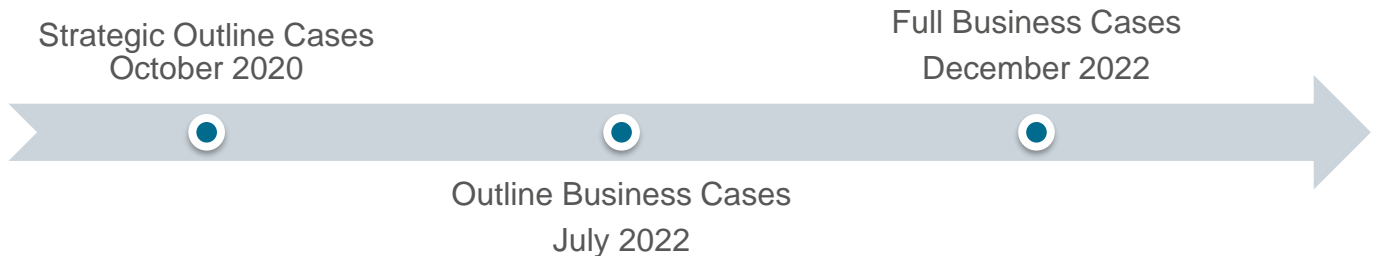 Strategic Outline Cases
October 2020
Outline Business Cases
July 2022
Full Business Cases
December 2022